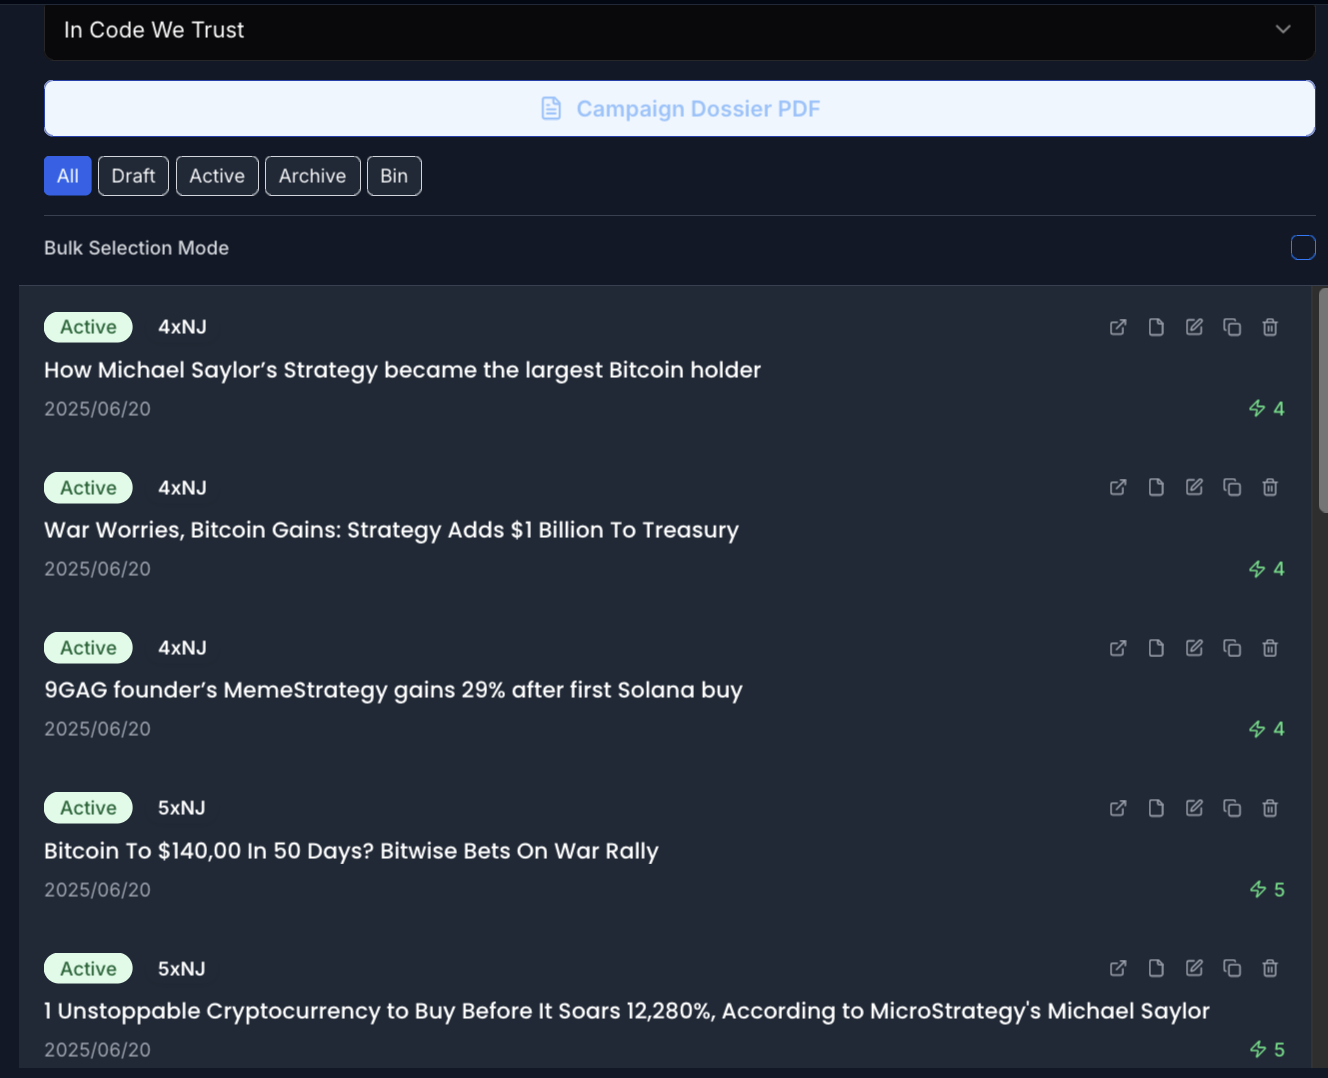 In Code We Trust
Campaign Dossier PDF
All Draft Active Archive Bin
Bulk Selection Mode
Active 4xNJ
How Michael Saylor’s Strategy became the largest Bitcoin holder
2025/06/20 4
Active 4xNJ
War Worries, Bitcoin Gains: Strategy Adds $1 Billion To Treasury
2025/06/20 4
Active 4xNJ
9GAG founder’s MemeStrategy gains 29% after first Solana buy
2025/06/20 4
Active 5xNJ
Bitcoin To $140,00 In 50 Days? Bitwise Bets On War Rally
2025/06/20 5
Active 5xNJ
1 Unstoppable Cryptocurrency to Buy Before It Soars 12,280%, According to MicroStrategy's Michael Saylor
2025/06/20 5